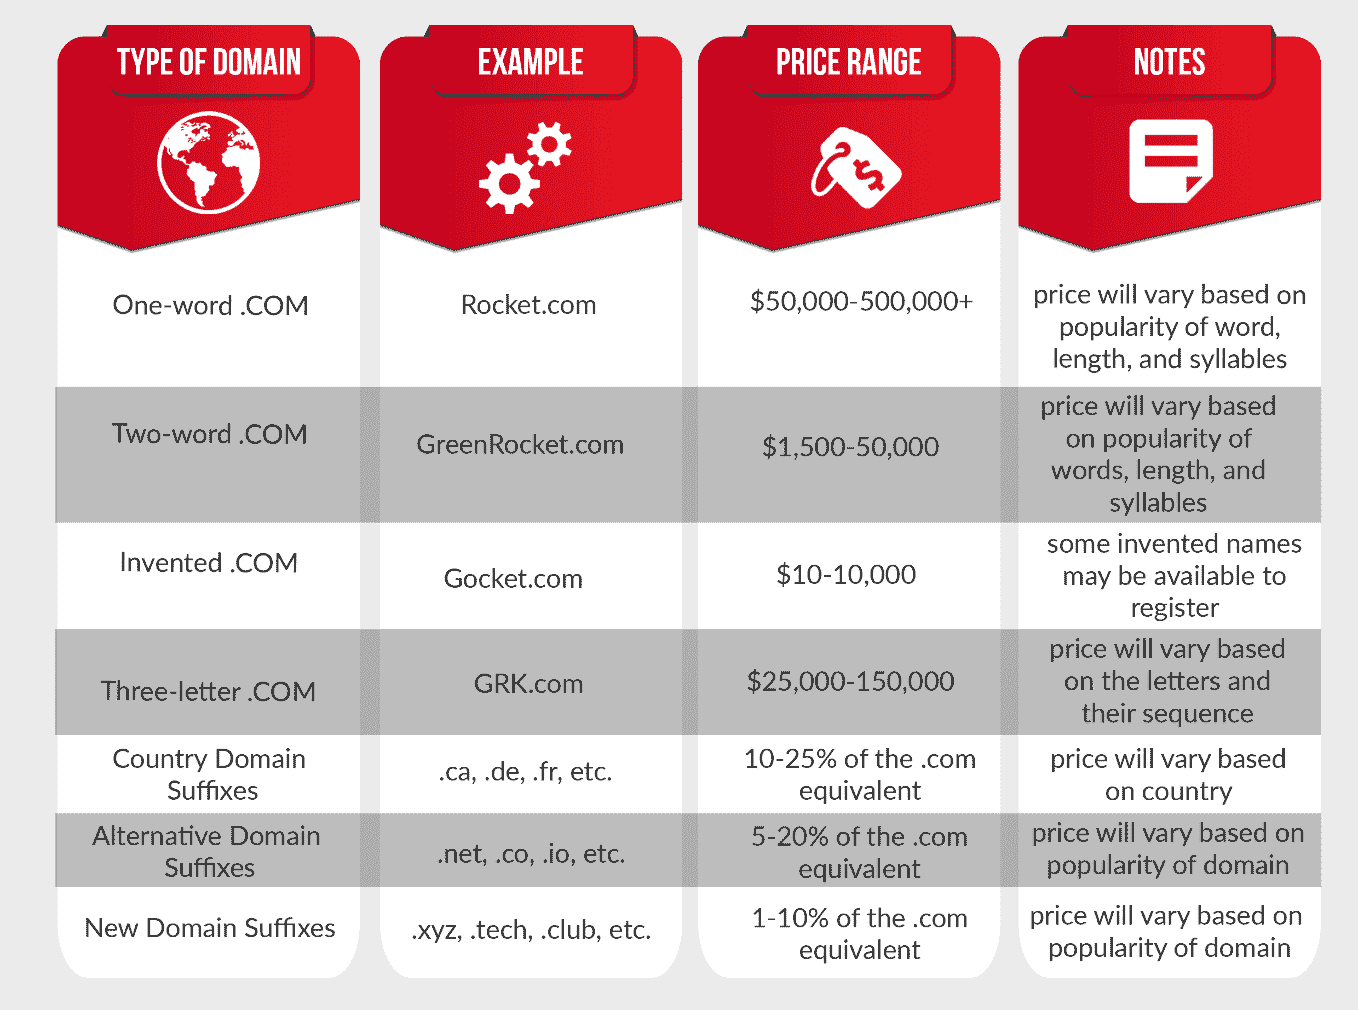 TYPE OF DOMAIN
EXAMPLE
PRICE RANGE
NOTES
One-word .COM
Rocket.com
$50,000-500,000+
price will vary based on
popularity of word,
length, and syllables
Two-word .COM
GreenRocket.com
$1,500-50,000
price will vary based
on popularity of
words, length, and
syllables
Invented .COM
Gocket.com
$10-10,000
some invented names
may be available to
register
Three-letter .COM
GRK.com
$25,000-150,000
price will vary based
on the letters and
their sequence
Country Domain
Suffixes
.ca, .de, .fr, etc.
10-25% of the .com
equivalent
price will vary based
on country
Alternative Domain
Suffixes
.net, .co, .io, etc.
5-20% of the .com
equivalent
price will vary based on
popularity of domain
New Domain Suffixes
.xyz, .tech, .club, etc.
1-10% of the .com
equivalent
price will vary based on
popularity of domain